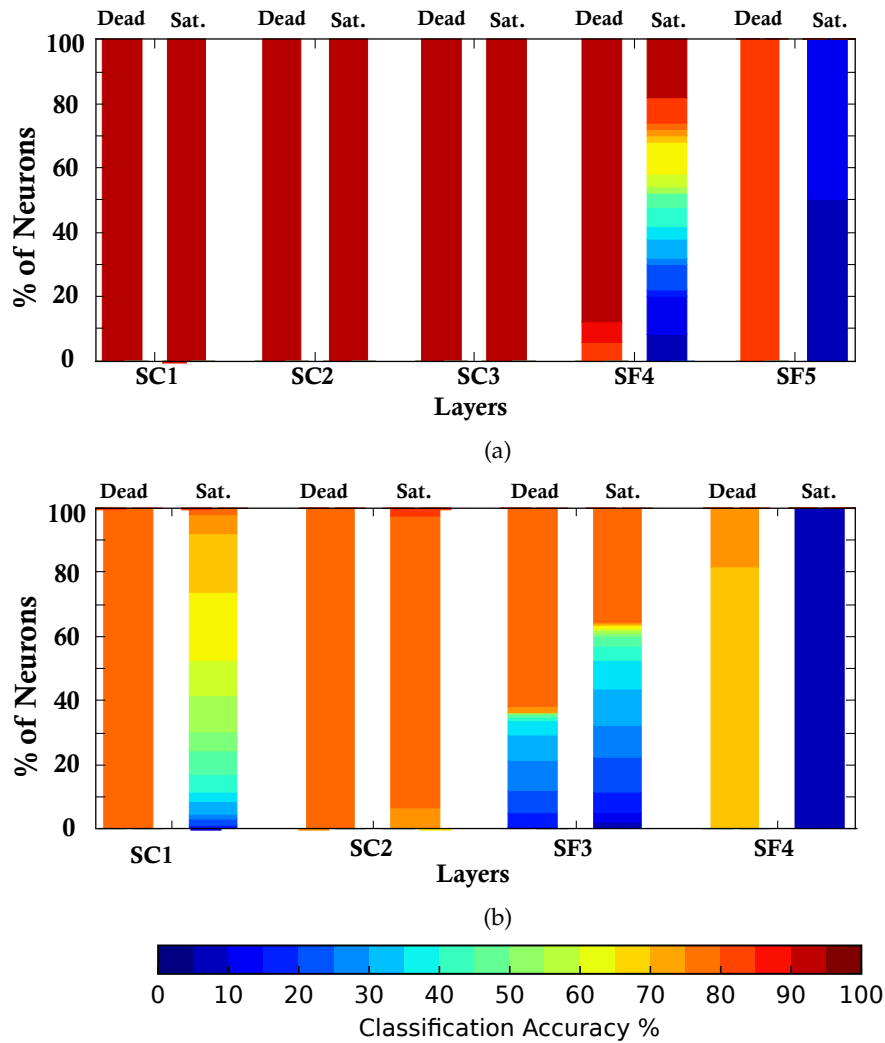 Dead Sat. Dead Sat. Dead Sat. Dead Sat. Dead Sat.
100
80
60
40
20
0
% of Neurons
SC1 SC2 SC3 SF4 SF5
Layers
(a)
Dead Sat. Dead Sat. Dead Sat. Dead Sat.
100
80
60
40
20
0
% of Neurons
SC1 SC2 SF3 SF4
Layers
(b)
0 10 20 30 40 50 60 70 80 90 100
Classification Accuracy %